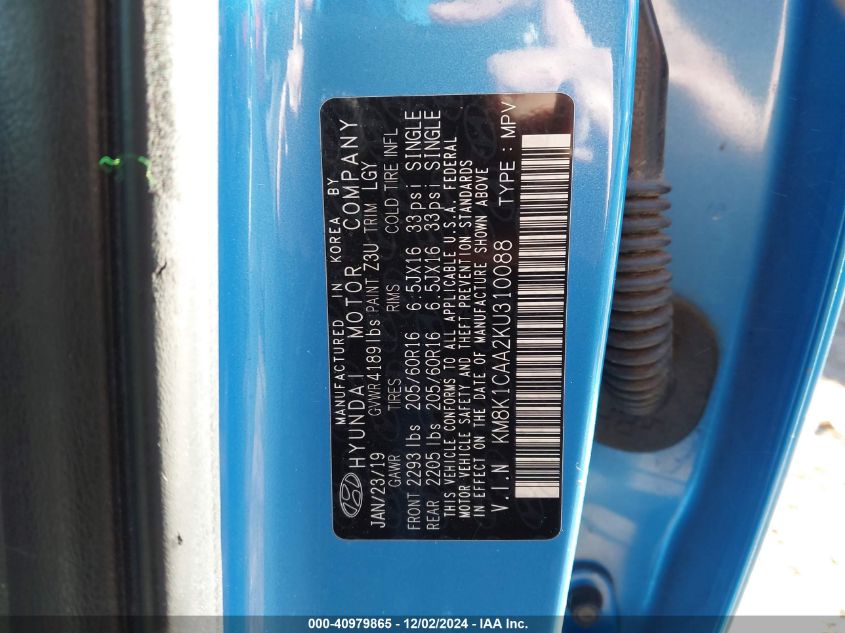 MANUFACTURED IN KOREA BY
HYUNDAI MOTOR COMPANY
JAN/23/19 GVWR 4189lbs PAINT Z3U TRIM LGY
GAWR TIRES RIMS COLD TIRE INFL
FRONT 2293 lbs 205/60R16 6.5JX16 33psi SINGLE
REAR 2205 lbs 205/60R16 6.5JX16 33psi SINGLE
THIS VEHICLE CONFORMS TO ALL APPLICABLE U.S.A. FEDERAL
MOTOR VEHICLE SAFETY AND THEFT PREVENTION STANDARDS
IN EFFECT ON THE DATE OF MANUFACTURE SHOWN ABOVE
V.I.N KM8K1CAA2KU310088 TYPE : MPV
000-40979865 - 12/02/2024 - IAA Inc.